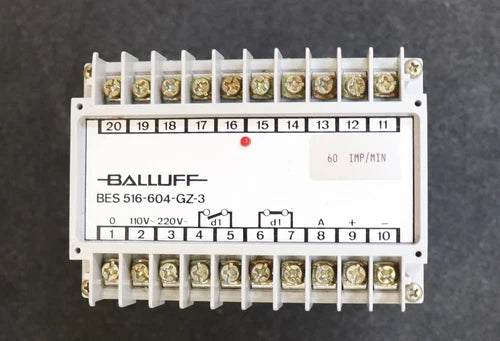 20 19 18 17 16 15 14 13 12 11
60 IMP/MIN
BALLUFF
BES 516-604-GZ-3
0 110V~ 220V~ d1 d1 A + −
1 2 3 4 5 6 7 8 9 10